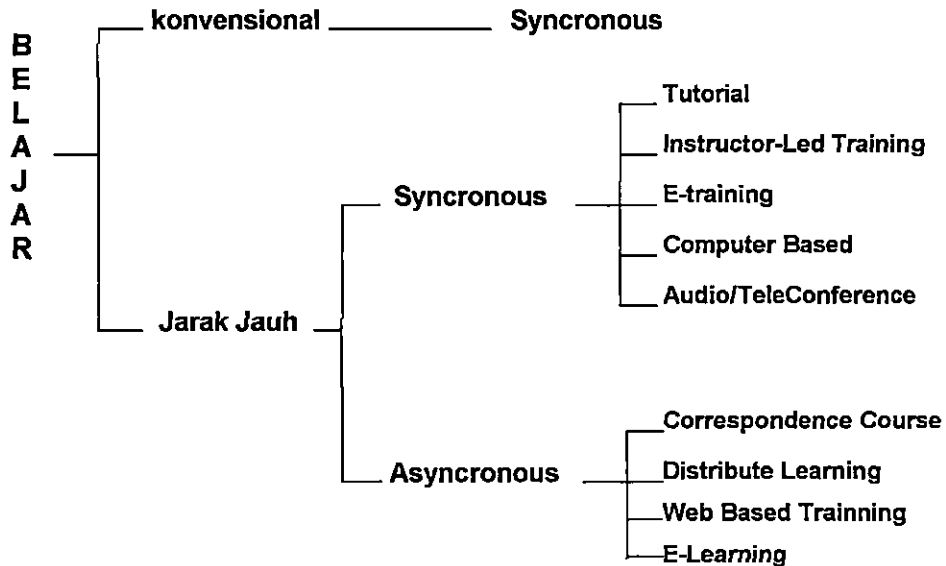 BELAJAR
konvensional Syncronous
Tutorial
Instructor-Led Training
Syncronous E-training
Computer Based
Audio/TeleConference
Jarak Jauh
Correspondence Course
Asyncronous Distribute Learning
Web Based Trainning
E-Learning